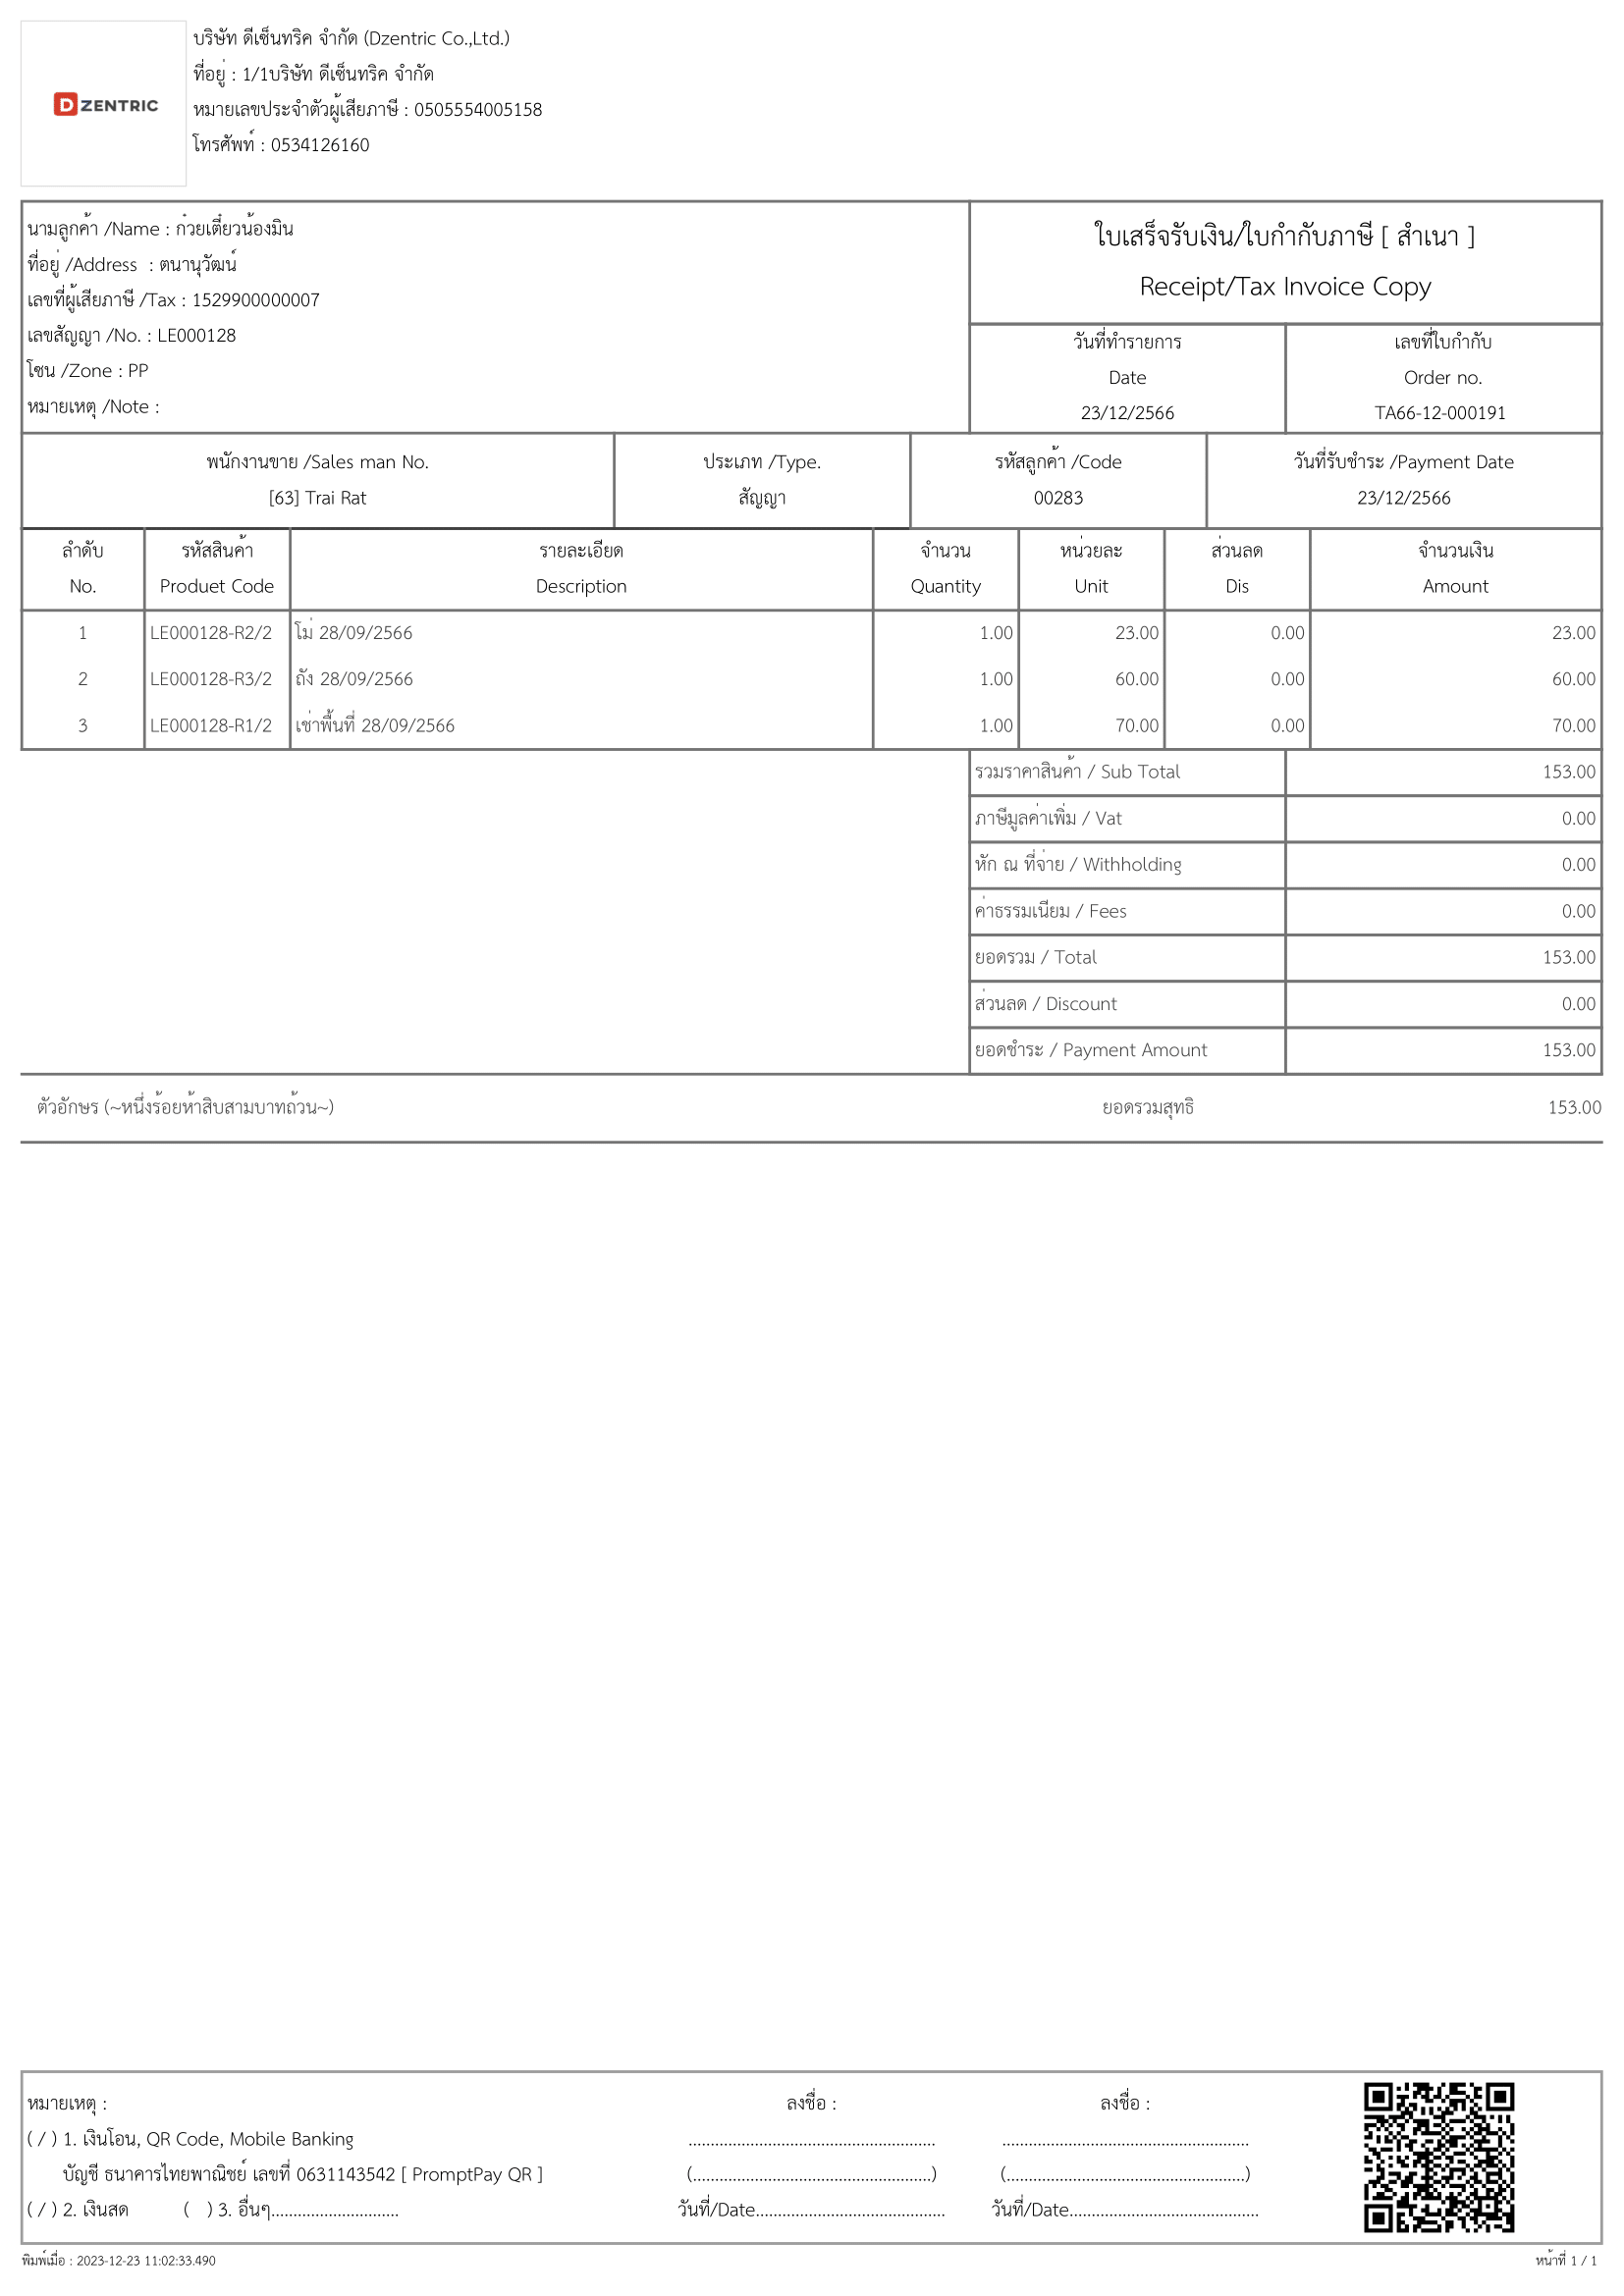 บริษัท ดีเซ็นทริค จำกัด (Dzentric Co.,Ltd.)
ที่อยู่ : 1/1บริษัท ดีเซ็นทริค จำกัด
D ZENTRIC
หมายเลขประจำตัวผู้เสียภาษี : 0505554005158
โทรศัพท์ : 0534126160
นามลูกค้า /Name : ก๋วยเตี๋ยวน้องมิน
ที่อยู่ /Address : ตนานุวัฒน์
เลขที่ผู้เสียภาษี /Tax : 1529900000007
เลขสัญญา /No. : LE000128
โซน /Zone : PP
หมายเหตุ /Note :
ใบเสร็จรับเงิน/ใบกำกับภาษี [ สำเนา ]
Receipt/Tax Invoice Copy
วันที่ทำรายการ เลขที่ใบกำกับ
Date Order no.
23/12/2566 TA66-12-000191
พนักงานขาย /Sales man No. ประเภท /Type. รหัสลูกค้า /Code วันที่รับชำระ /Payment Date
[63] Trai Rat สัญญา 00283 23/12/2566
ลำดับ รหัสสินค้า รายละเอียด จำนวน หน่วยละ ส่วนลด จำนวนเงิน
No. Produet Code Description Quantity Unit Dis Amount
1 LE000128-R2/2 โม่ 28/09/2566 1.00 23.00 0.00 23.00
2 LE000128-R3/2 ถัง 28/09/2566 1.00 60.00 0.00 60.00
3 LE000128-R1/2 เช่าพื้นที่ 28/09/2566 1.00 70.00 0.00 70.00
รวมราคาสินค้า / Sub Total 153.00
ภาษีมูลค่าเพิ่ม / Vat 0.00
หัก ณ ที่จ่าย / Withholding 0.00
ค่าธรรมเนียม / Fees 0.00
ยอดรวม / Total 153.00
ส่วนลด / Discount 0.00
ยอดชำระ / Payment Amount 153.00
ตัวอักษร (~หนึ่งร้อยห้าสิบสามบาทถ้วน~) ยอดรวมสุทธิ 153.00
หมายเหตุ : ลงชื่อ : ลงชื่อ :
( / ) 1. เงินโอน, QR Code, Mobile Banking ........................................ ........................................
บัญชี ธนาคารไทยพาณิชย์ เลขที่ 0631143542 [ PromptPay QR ] (........................................) (........................................)
( / ) 2. เงินสด ( ) 3. อื่นๆ............................. วันที่/Date........................................ วันที่/Date........................................
พิมพ์เมื่อ : 2023-12-23 11:02:33.490 หน้าที่ 1 / 1